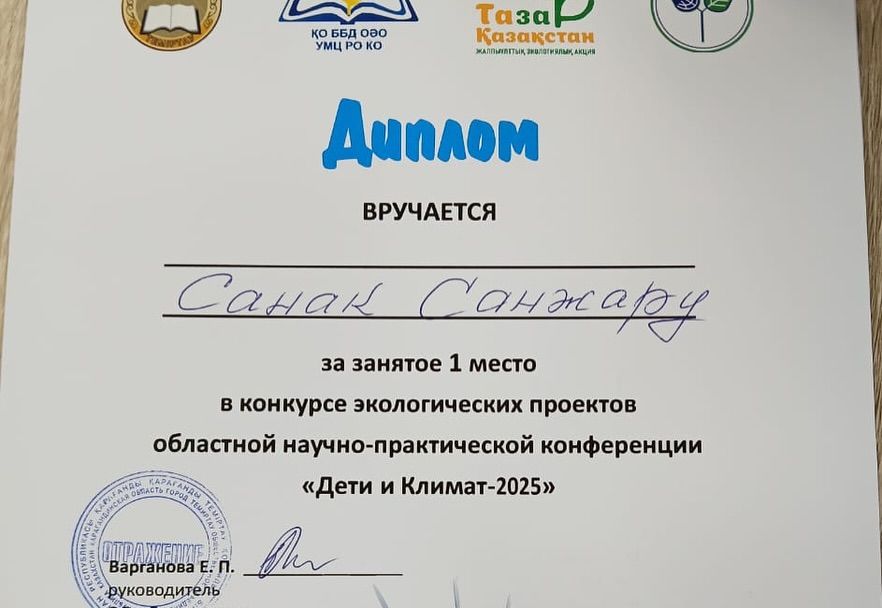 ТЕМІРТАУ
ҚО ББД ОӘО
УМЦ РО КО
Таза
Қазақстан
ЖАЛПЫҰЛТТЫҚ ЭКОЛОГИЯЛЫҚ АКЦИЯ
Диплом
ВРУЧАЕТСЯ
Санак Санжару
за занятое 1 место
в конкурсе экологических проектов
областной научно-практической конференции
«Дети и Климат-2025»
ОТРАЖЕНИЕ
Варганова Е. П.
руководитель